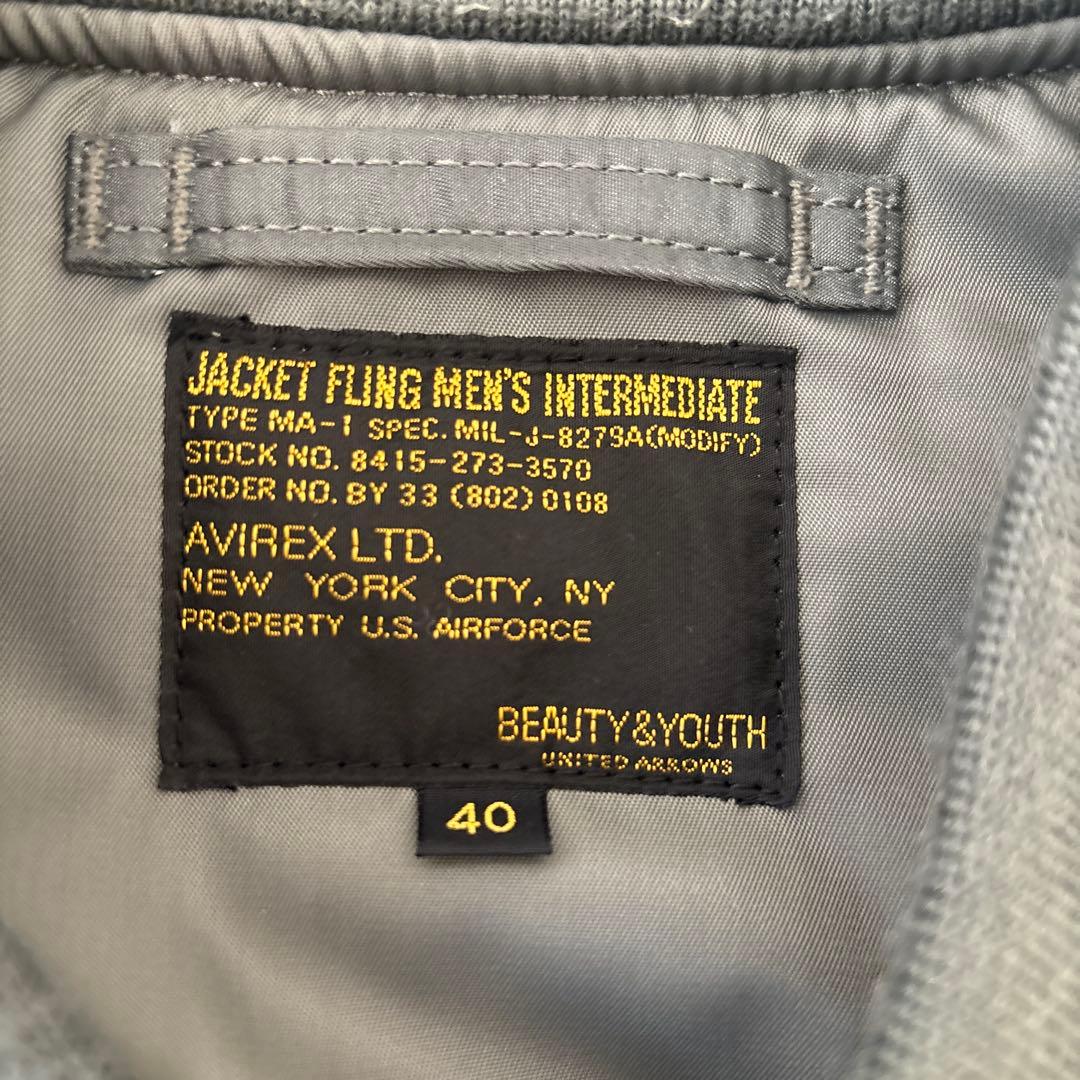 JACKET FLING MEN'S INTERMEDIATE
TYPE MA-1 SPEC. MIL-J-8279A(MODIFY)
STOCK NO. 8415-273-3570
ORDER NO. BY 33 (802) 0108
AVIREX LTD.
NEW YORK CITY, NY
PROPERTY U.S. AIRFORCE
BEAUTY&YOUTH
UNITED ARROWS
40